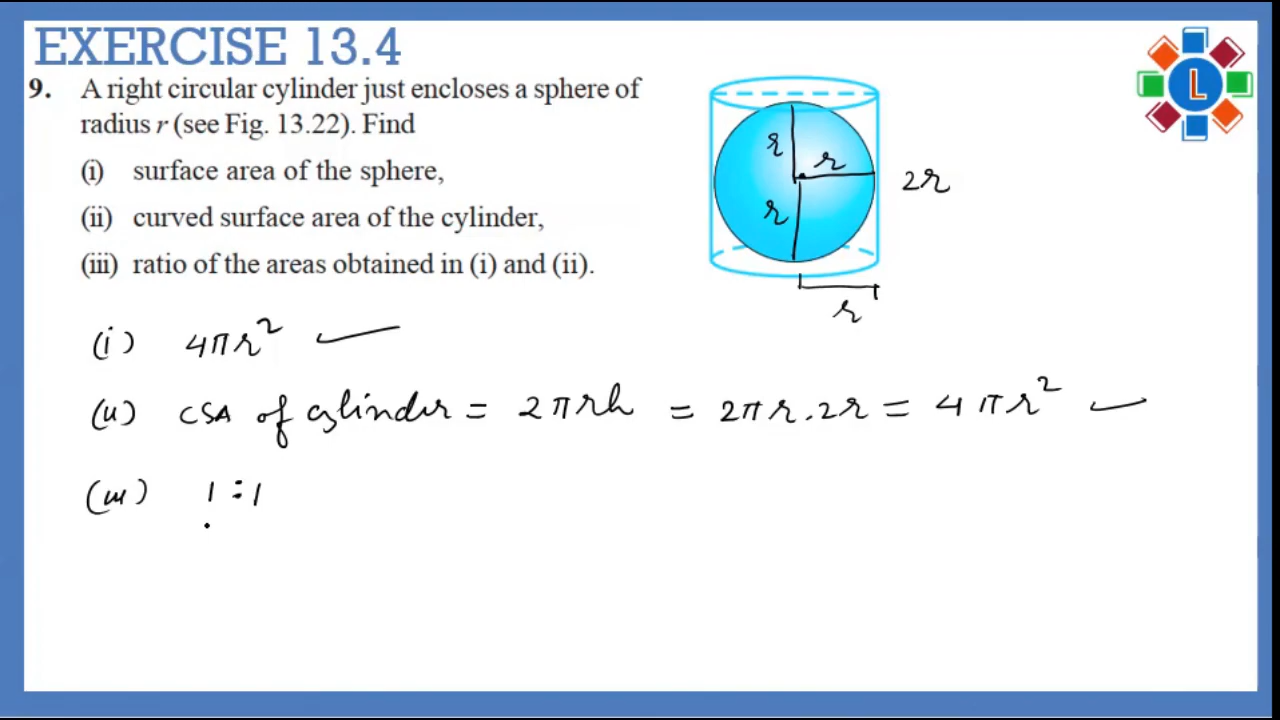 EXERCISE 13.4
L
9. A right circular cylinder just encloses a sphere of
radius r (see Fig. 13.22). Find
(i) surface area of the sphere,
(ii) curved surface area of the cylinder,
(iii) ratio of the areas obtained in (i) and (ii).
r
r
r
2r
r
(i) 4πr²
(ii) CSA of cylinder = 2πrh = 2πr.2r = 4πr²
(iii) 1:1